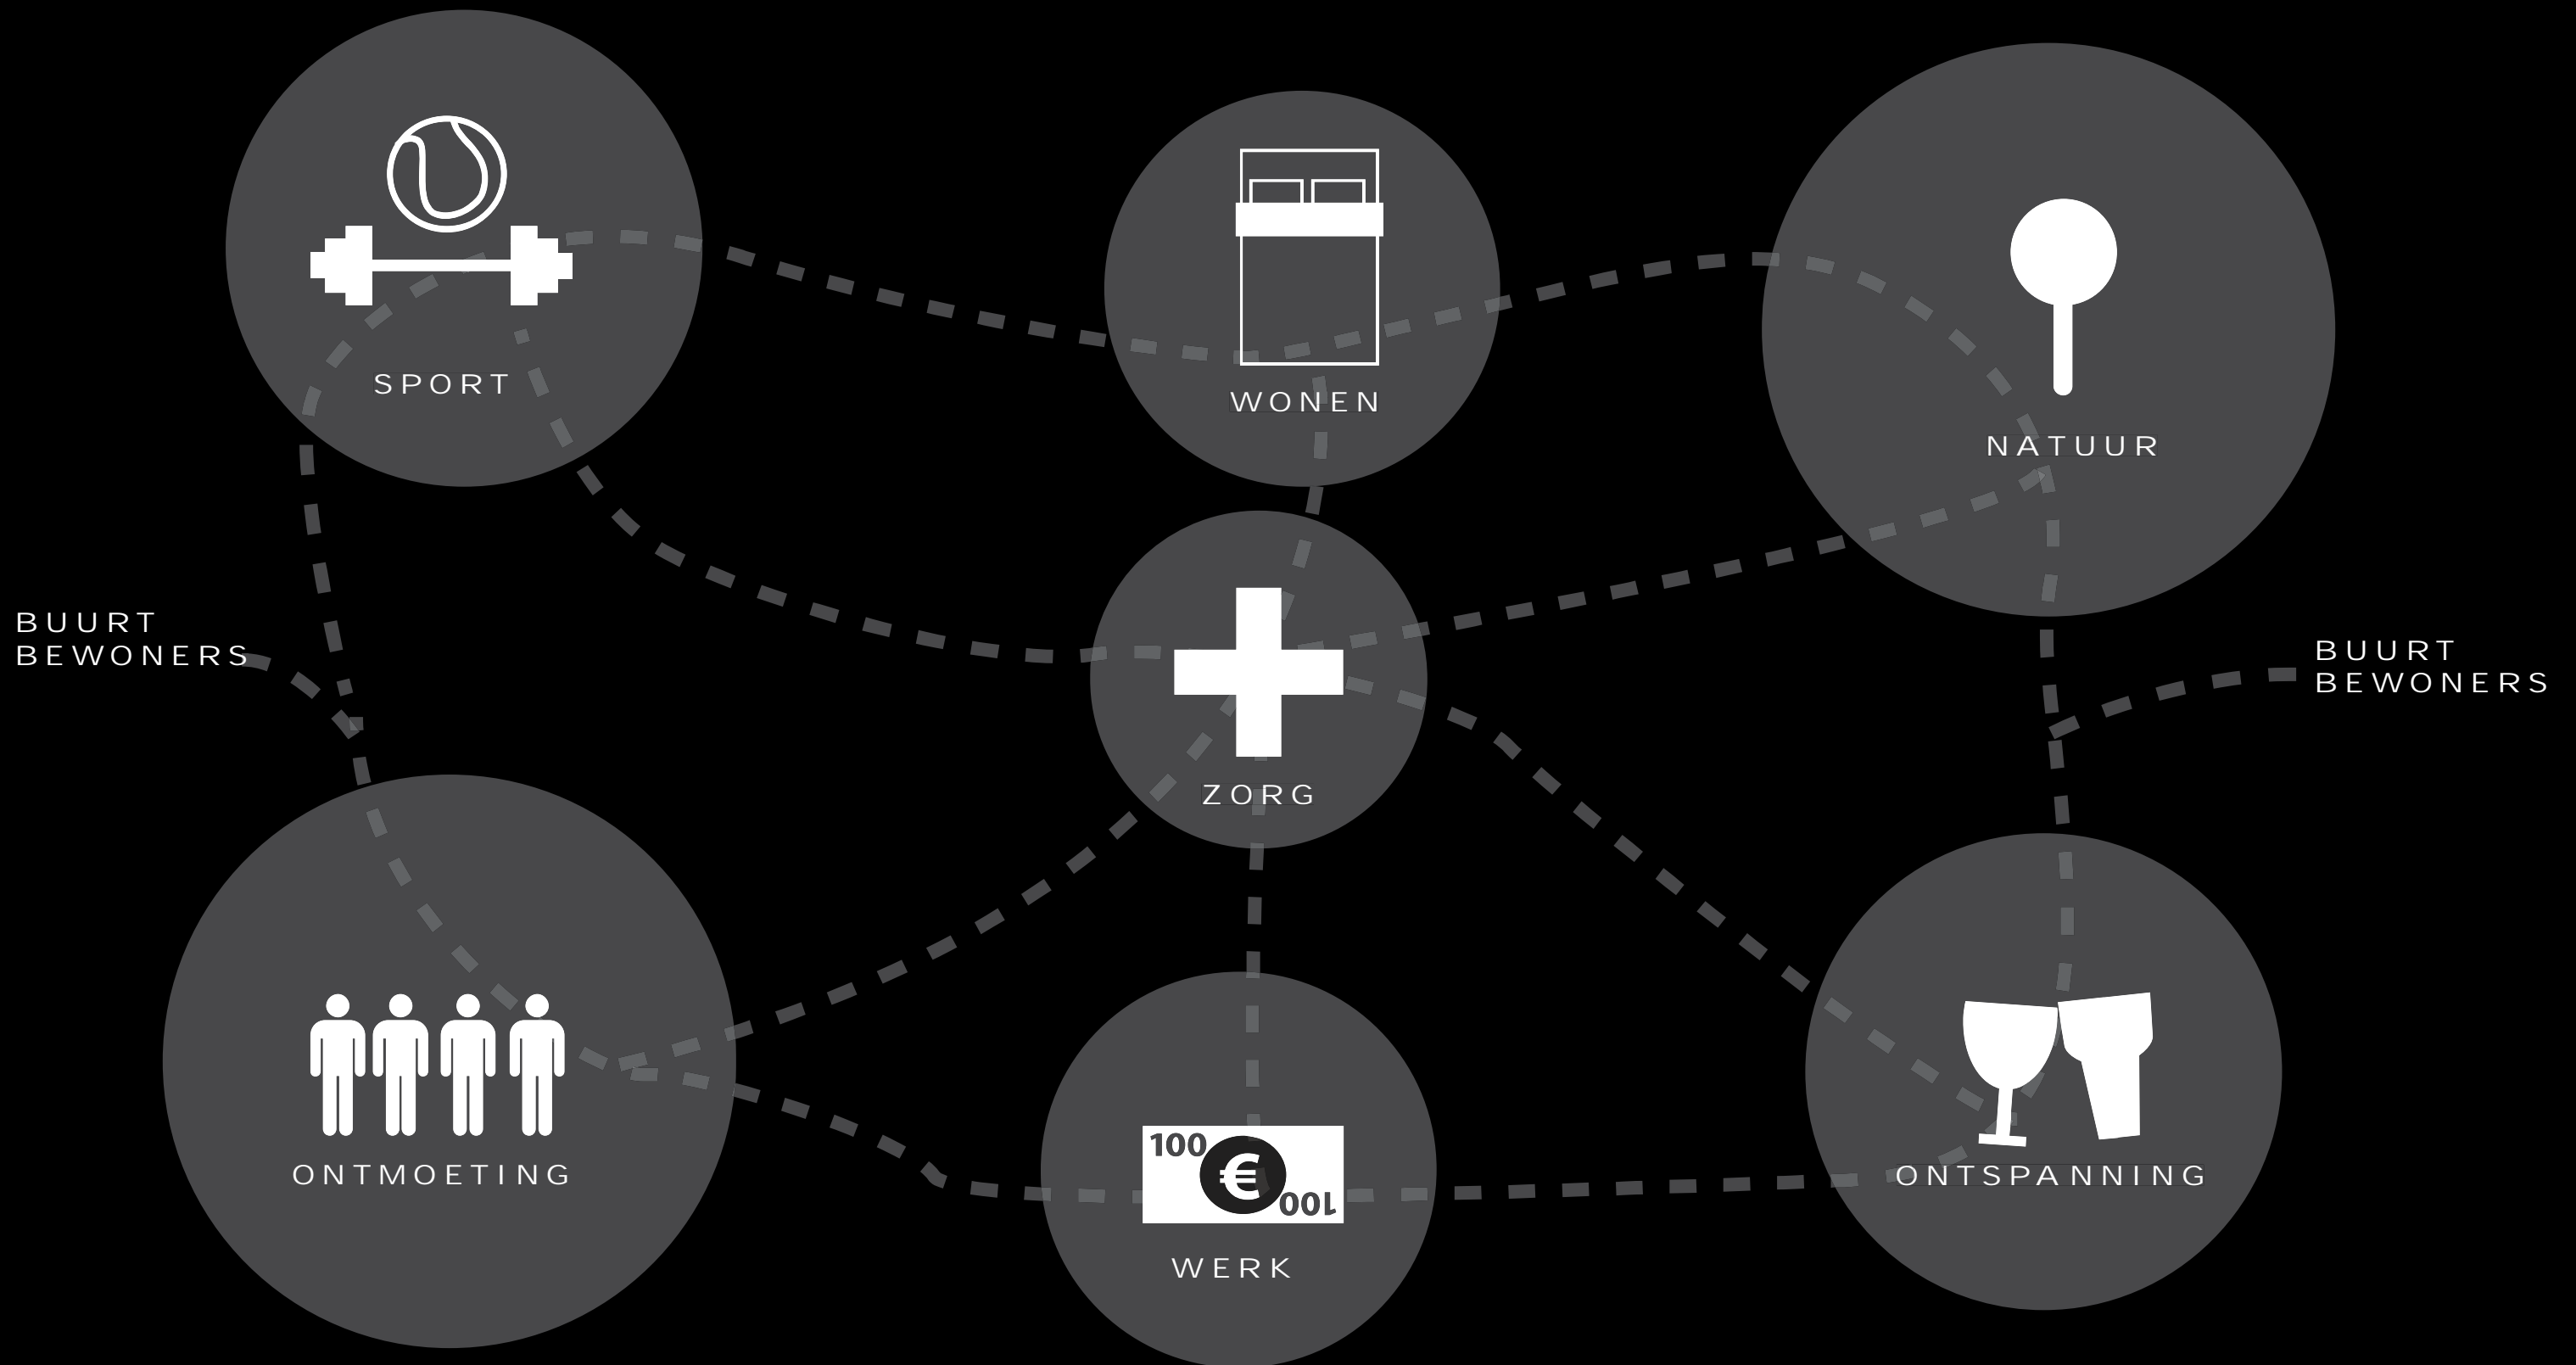 SPORT
WONEN
NATUUR
BUURT
BEWONERS
ZORG
BUURT
BEWONERS
ONTMOETING
100
€
100
WERK
ONTSPANNING